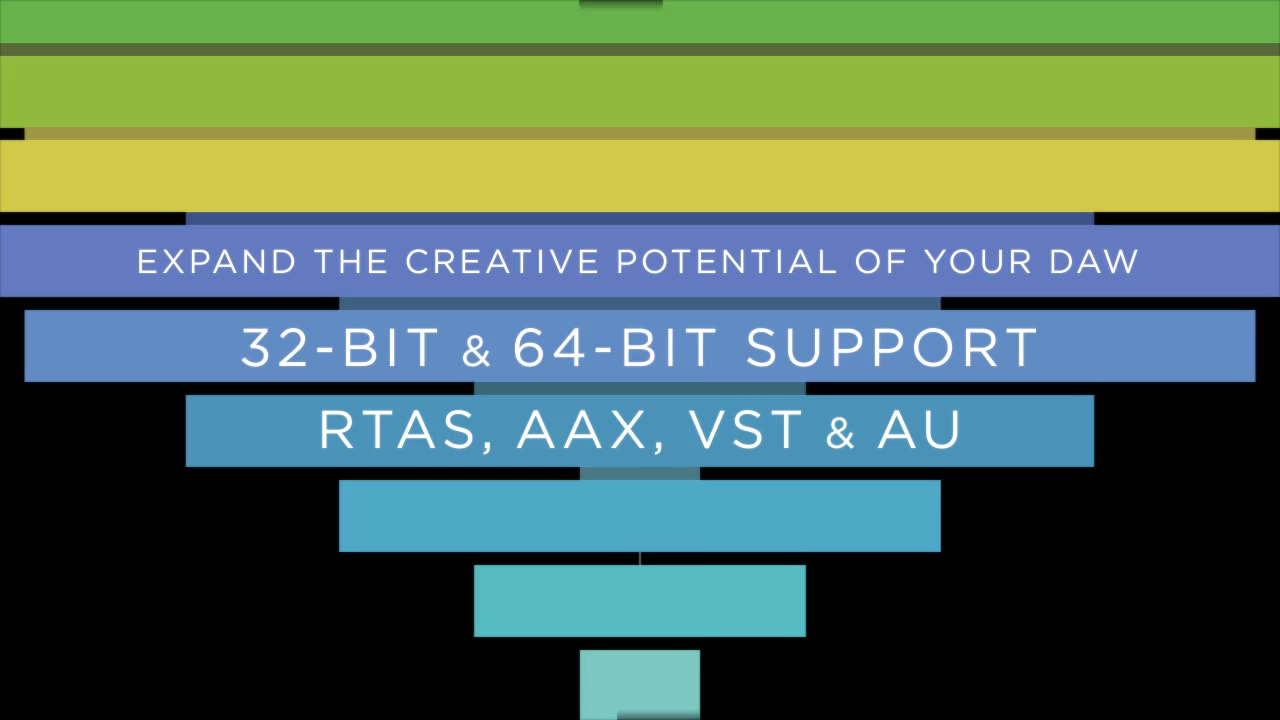 EXPAND THE CREATIVE POTENTIAL OF YOUR DAW
32-BIT & 64-BIT SUPPORT
RTAS, AAX, VST & AU